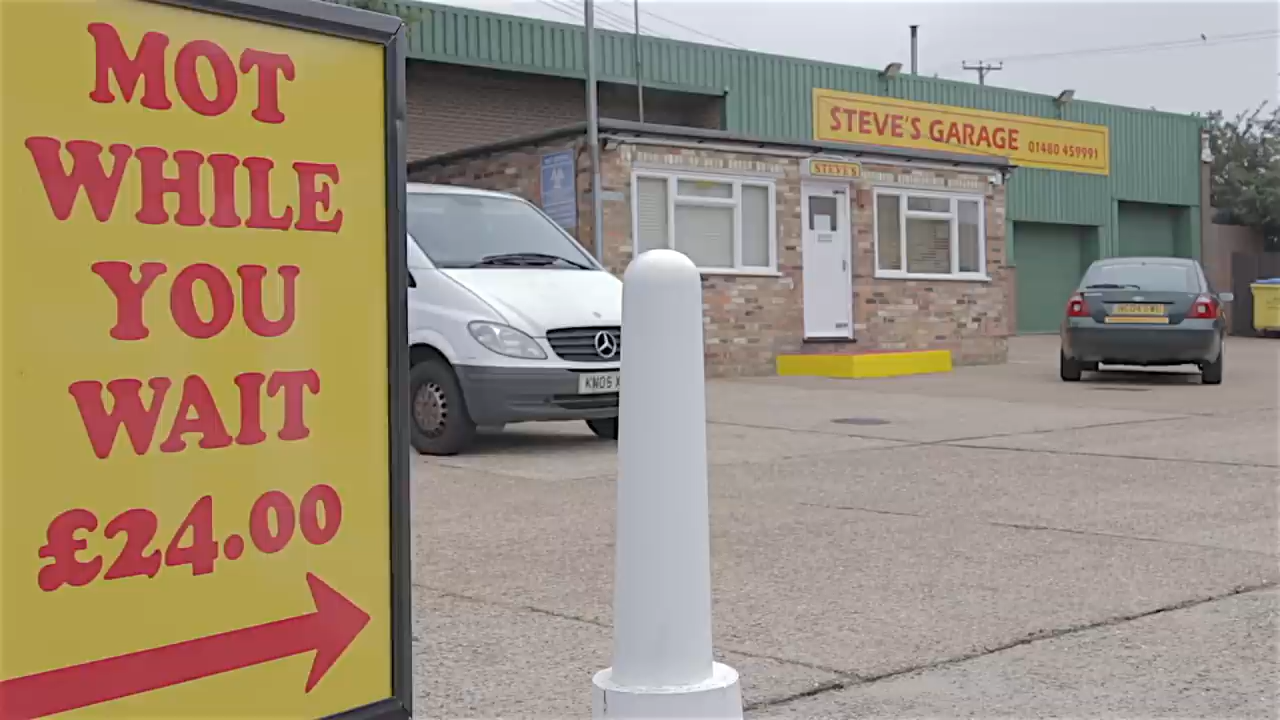 MOT
WHILE
YOU
WAIT
£24.00
STEVE'S GARAGE 01480 459991
STEVE'S